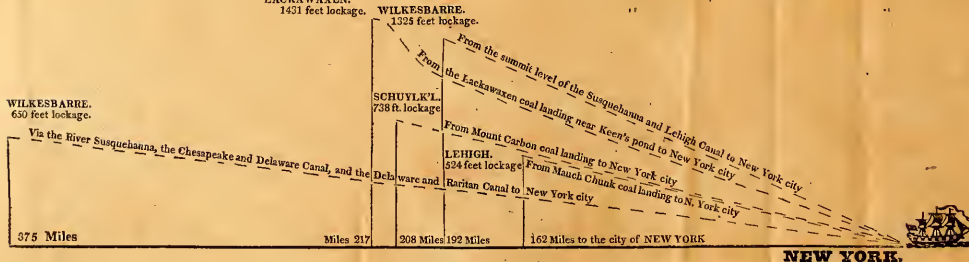 LACKAWAXEN.
1431 feet lockage.
WILKESBARRE.
1325 feet lockage.
From the summit level of the Susquehanna and Lehigh Canal to New York city
From the Lackawaxen coal landing near Keen's pond to New York city
SCHUYLK'L.
738 ft. lockage
WILKESBARRE.
650 feet lockage.
From Mount Carbon coal landing to New York city
Via the River Susquehanna, the Chesapeake and Delaware Canal, and the Delaware and Raritan Canal to New York city
LEHIGH.
524 feet lockage
From Mauch Chunk coal landing to N. York city
375 Miles
Miles 217
208 Miles
192 Miles
162 Miles to the city of NEW YORK
NEW YORK.